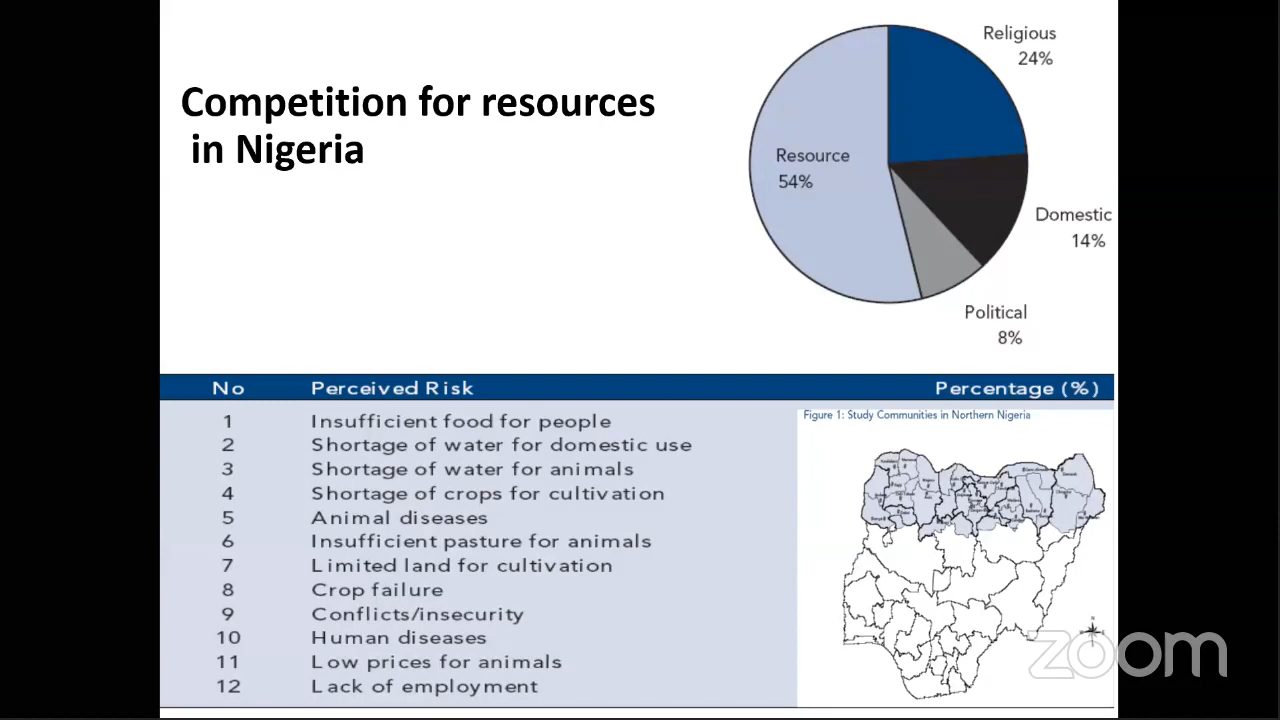 Competition for resources
in Nigeria
Religious
24%
Resource
54%
Domestic
14%
Political
8%
No Perceived Risk Percentage (%)
1 Insufficient food for people
2 Shortage of water for domestic use
3 Shortage of water for animals
4 Shortage of crops for cultivation
5 Animal diseases
6 Insufficient pasture for animals
7 Limited land for cultivation
8 Crop failure
9 Conflicts/insecurity
10 Human diseases
11 Low prices for animals
12 Lack of employment
Figure 1: Study Communities in Northern Nigeria
zoom